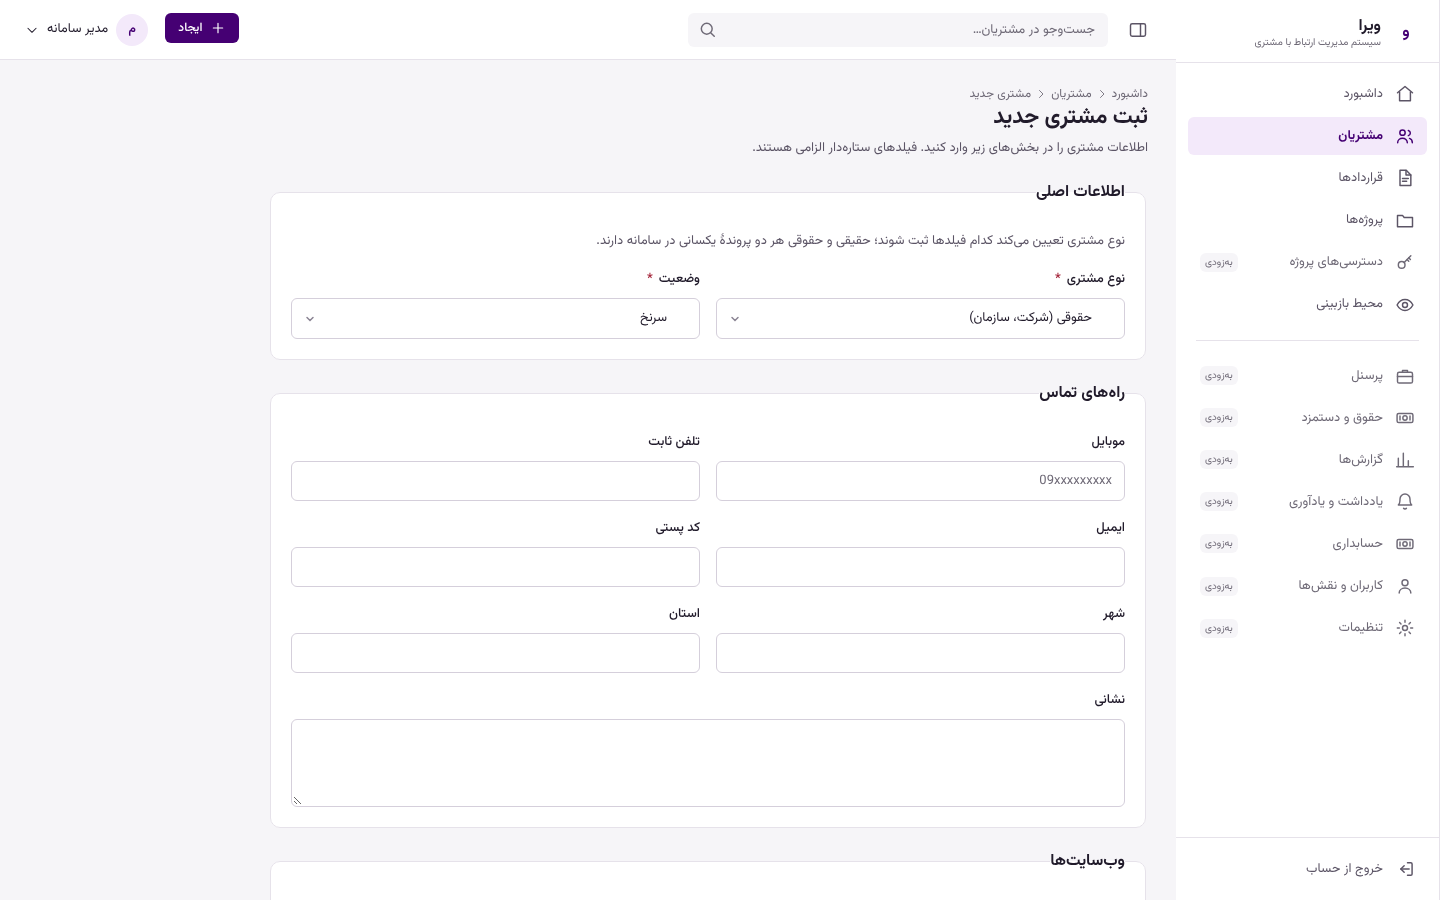 ویرا
سیستم مدیریت ارتباط با مشتری
و
داشبورد
مشتریان
قراردادها
پروژه‌ها
دسترسی‌های پروژه
به‌زودی
محیط بازبینی
پرسنل
به‌زودی
حقوق و دستمزد
به‌زودی
گزارش‌ها
به‌زودی
یادداشت و یادآوری
به‌زودی
حسابداری
به‌زودی
کاربران و نقش‌ها
به‌زودی
تنظیمات
به‌زودی
خروج از حساب
جست‌وجو در مشتریان…
ایجاد
م
مدیر سامانه
داشبورد
مشتریان
مشتری جدید
ثبت مشتری جدید
اطلاعات مشتری را در بخش‌های زیر وارد کنید. فیلدهای ستاره‌دار الزامی هستند.
اطلاعات اصلی
نوع مشتری تعیین می‌کند کدام فیلدها ثبت شوند؛ حقیقی و حقوقی هر دو پروندهٔ یکسانی در سامانه دارند.
نوع مشتری *
وضعیت *
حقوقی (شرکت، سازمان)
سرنخ
راه‌های تماس
موبایل
تلفن ثابت
09xxxxxxxxx
ایمیل
کد پستی
شهر
استان
نشانی
وب‌سایت‌ها